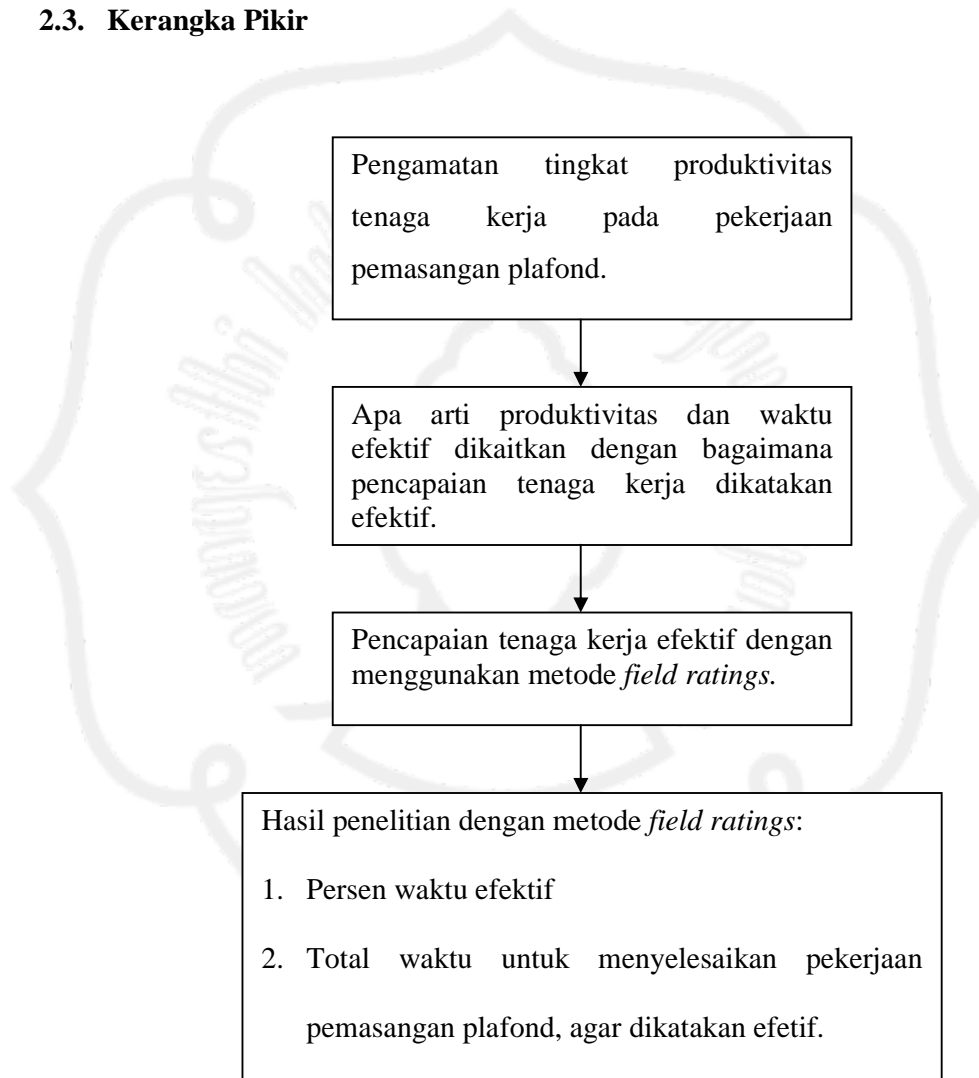 2.3. Kerangka Pikir
Pengamatan tingkat produktivitas
tenaga kerja pada pekerjaan
pemasangan plafond.
Apa arti produktivitas dan waktu
efektif dikaitkan dengan bagaimana
pencapaian tenaga kerja dikatakan
efektif.
Pencapaian tenaga kerja efektif dengan
menggunakan metode field ratings.
Hasil penelitian dengan metode field ratings:
1. Persen waktu efektif
2. Total waktu untuk menyelesaikan pekerjaan
pemasangan plafond, agar dikatakan efetif.